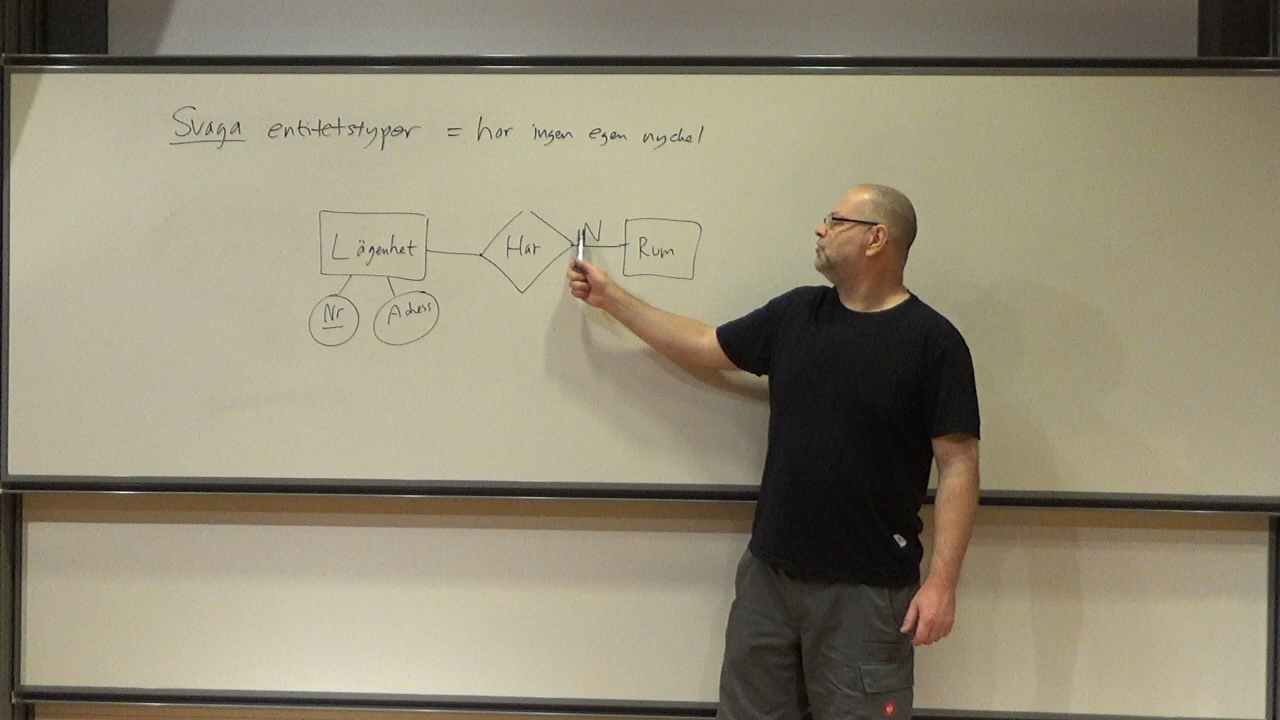 Svaga entitetstyper = har ingen egen nyckel
Lägenhet Har N Rum
Nr Adress